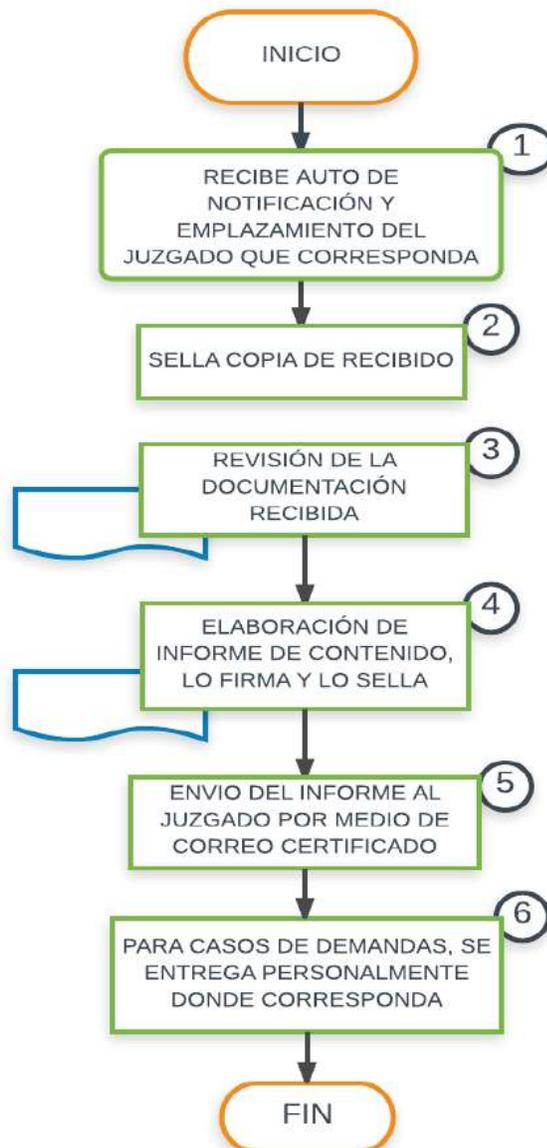 INICIO
1
RECIBE AUTO DE
NOTIFICACIÓN Y
EMPLAZAMIENTO DEL
JUZGADO QUE CORRESPONDA
2
SELLA COPIA DE RECIBIDO
3
REVISIÓN DE LA
DOCUMENTACIÓN
RECIBIDA
4
ELABORACIÓN DE
INFORME DE CONTENIDO,
LO FIRMA Y LO SELLA
5
ENVIO DEL INFORME AL
JUZGADO POR MEDIO DE
CORREO CERTIFICADO
6
PARA CASOS DE DEMANDAS, SE
ENTREGA PERSONALMENTE
DONDE CORRESPONDA
FIN